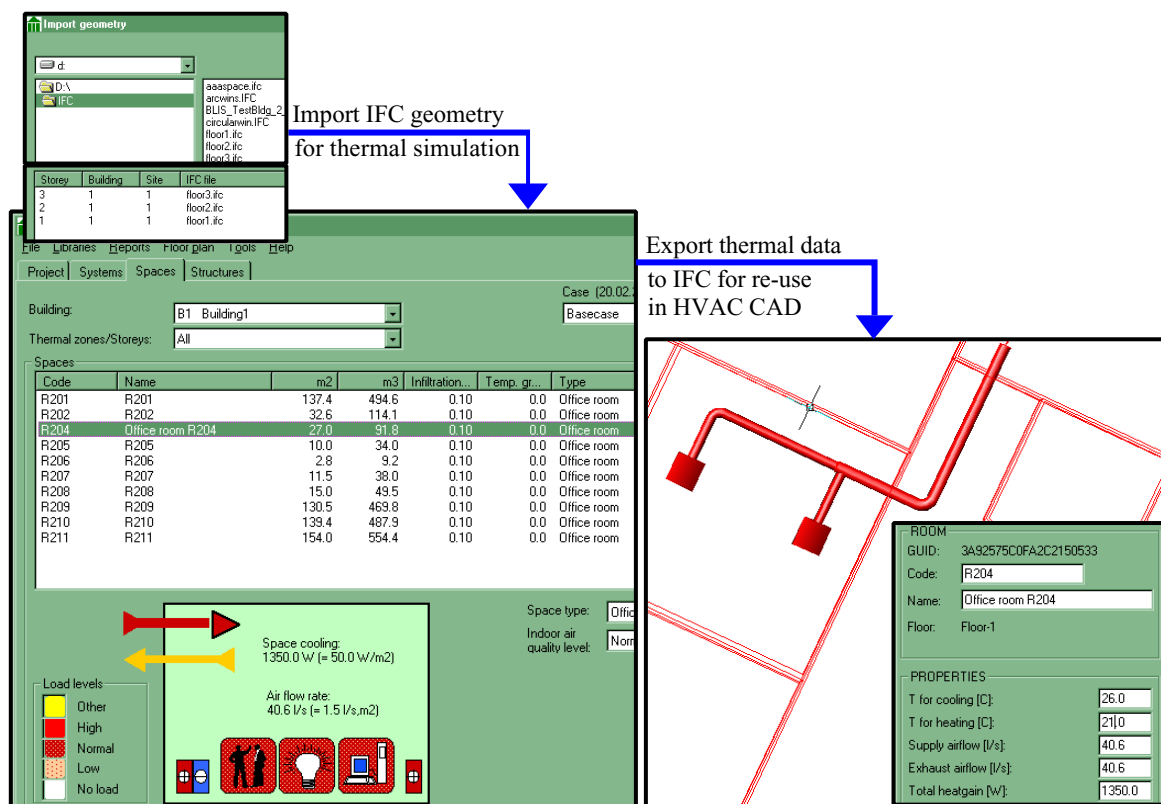 Import geometry
d:
D:\
IFC
aaaspace.ifc
arcwins.IFC
BLIS_TestBldg_2_
circularwin.IFC
floor1.ifc
floor2.ifc
floor3.ifc
Import IFC geometry
for thermal simulation
Storey Building Site IFC file
3 1 1 floor3.ifc
2 1 1 floor2.ifc
1 1 1 floor1.ifc
File Libraries Reports Floor plan Tools Help
Project Systems Spaces Structures
Case (20.02.2
Building: B1 Building1 Basecase
Thermal zones/Storeys: All
Spaces
Code Name m2 m3 Infiltration... Temp. gr... Type
R201 R201 137.4 494.6 0.10 0.0 Office room
R202 R202 32.6 114.1 0.10 0.0 Office room
R204 Office room R204 27.0 91.8 0.10 0.0 Office room
R205 R205 10.0 34.0 0.10 0.0 Office room
R206 R206 2.8 9.2 0.10 0.0 Office room
R207 R207 11.5 38.0 0.10 0.0 Office room
R208 R208 15.0 49.5 0.10 0.0 Office room
R209 R209 130.5 469.8 0.10 0.0 Office room
R210 R210 139.4 487.9 0.10 0.0 Office room
R211 R211 154.0 554.4 0.10 0.0 Office room
Space type: Offic
Indoor air
quality level: Norm
Space cooling:
1350.0 W (= 50.0 W/m2)
Air flow rate:
40.6 l/s (= 1.5 l/s,m2)
Load levels
Other
High
Normal
Low
No load
Export thermal data
to IFC for re-use
in HVAC CAD
ROOM
GUID: 3A92575C0FA2C2150533
Code: R204
Name: Office room R204
Floor: Floor-1
PROPERTIES
T for cooling [C]: 26.0
T for heating [C]: 21.0
Supply airflow [l/s]: 40.6
Exhaust airflow [l/s]: 40.6
Total heatgain [W]: 1350.0